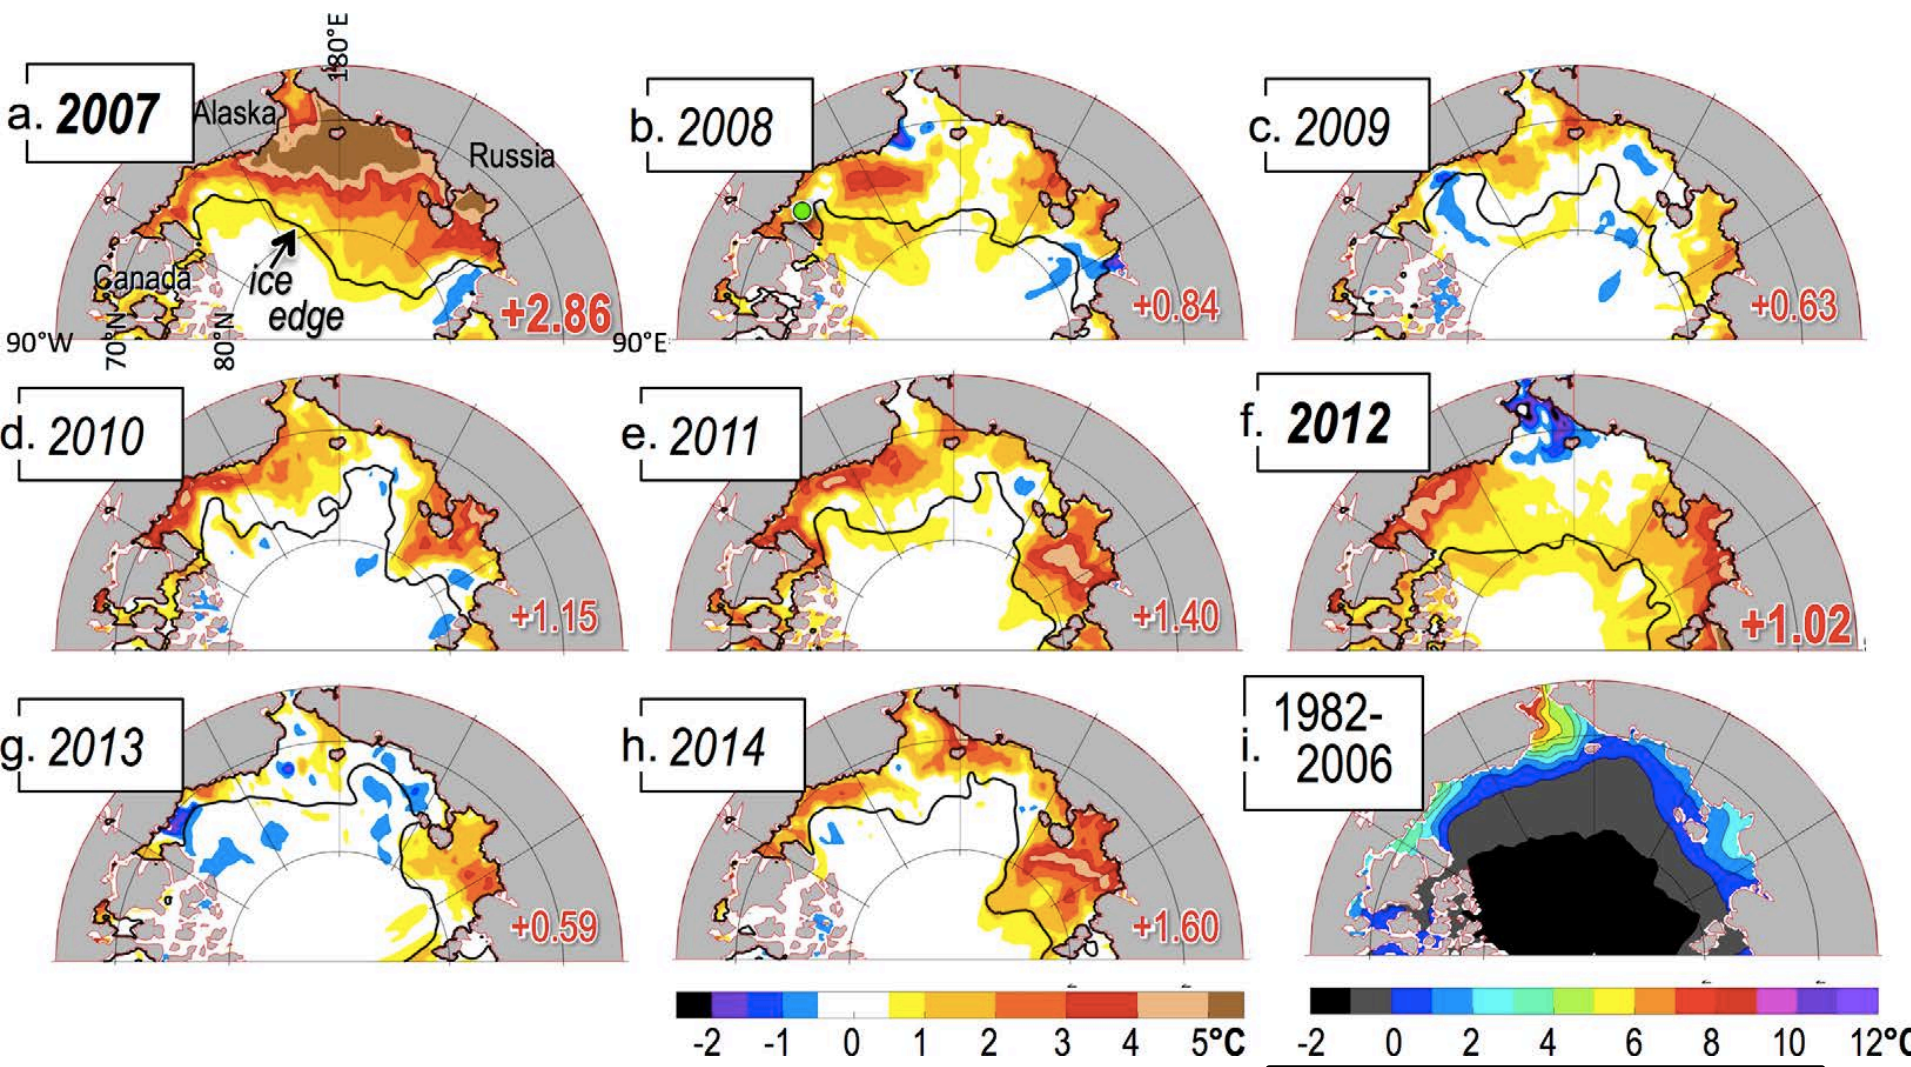 180°E
a. 2007
Alaska
Russia
Canada
ice
edge
+2.86
90°W
70°N
80°N
90°E
b. 2008
+0.84
c. 2009
+0.63
d. 2010
+1.15
e. 2011
+1.40
f. 2012
+1.02
g. 2013
+0.59
h. 2014
+1.60
i. 1982-
2006
-2 -1 0 1 2 3 4 5°C
-2 0 2 4 6 8 10 12°C